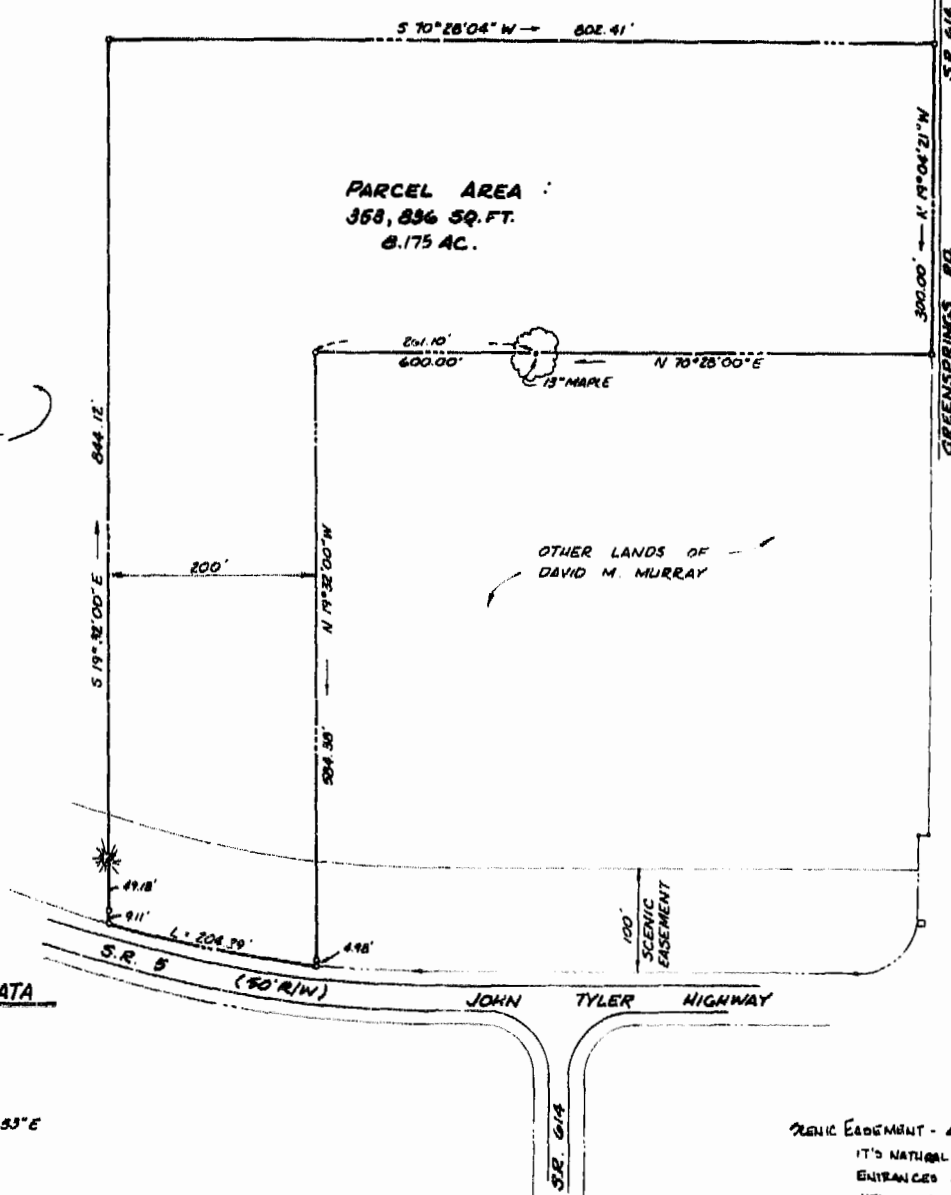 S 70°28'04" W → 802.41'
S.R. 614
PARCEL AREA :
358,836 SQ.FT.
8.175 AC.
300.00' — N 19°04'21" W
GREENSPRINGS RD.
261.10'
600.00'
N 70°28'00" E
13" MAPLE
S 19°32'00" E → 844.12'
200'
N 19°32'00" W
584.38'
OTHER LANDS OF
DAVID M. MURRAY
49.18'
9.11'
L = 204.39'
4.98'
100'
SCENIC
EASEMENT
S.R. 5
(50' R/W)
JOHN TYLER HIGHWAY
ATA
S.R. 614
53" E
SCENIC EASEMENT -
IT'S NATURAL
ENTRANCES